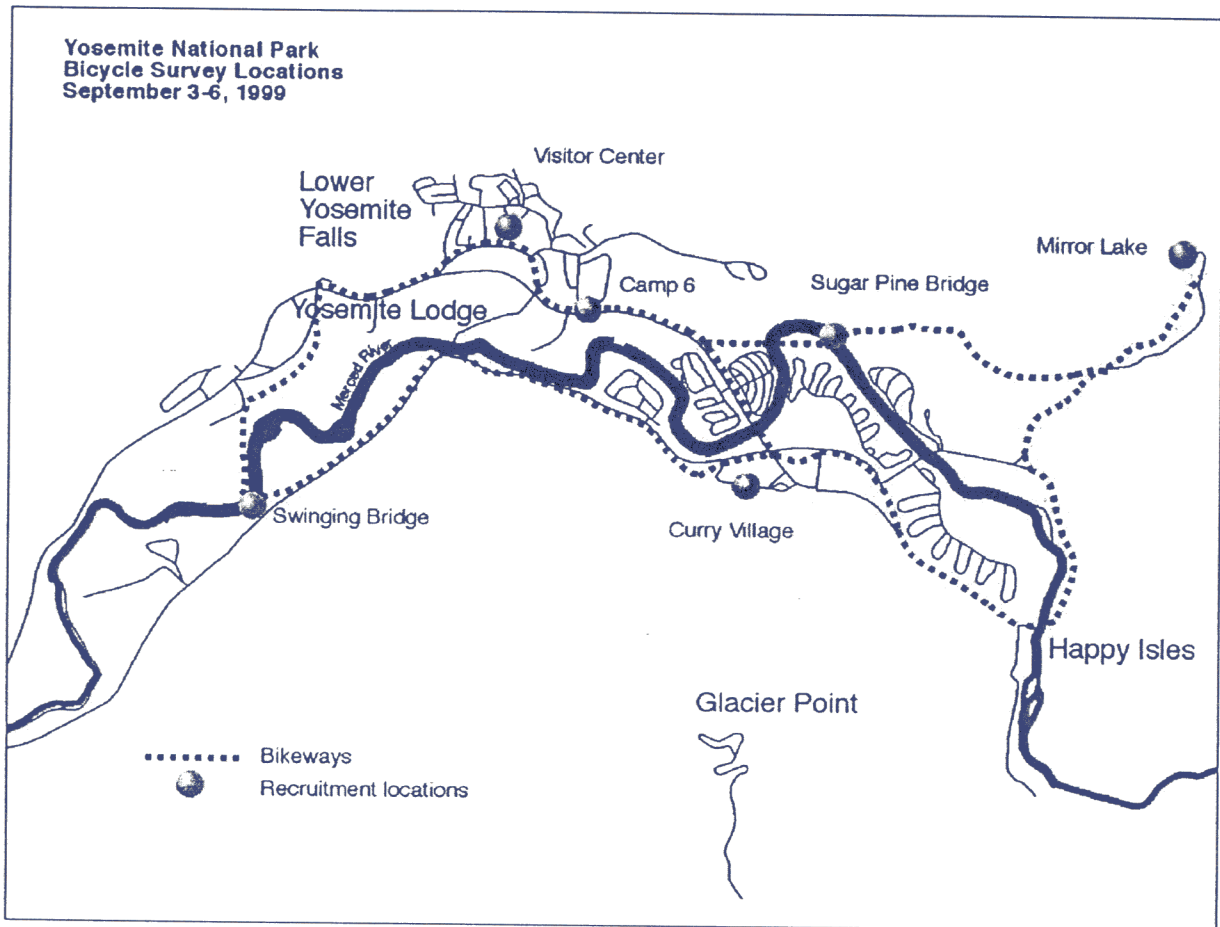 Yosemite National Park
Bicycle Survey Locations
September 3-6, 1999
Visitor Center
Lower
Yosemite
Falls
Mirror Lake
Camp 6
Sugar Pine Bridge
Yosemite Lodge
Merced River
Swinging Bridge
Curry Village
Happy Isles
Glacier Point
Bikeways
Recruitment locations